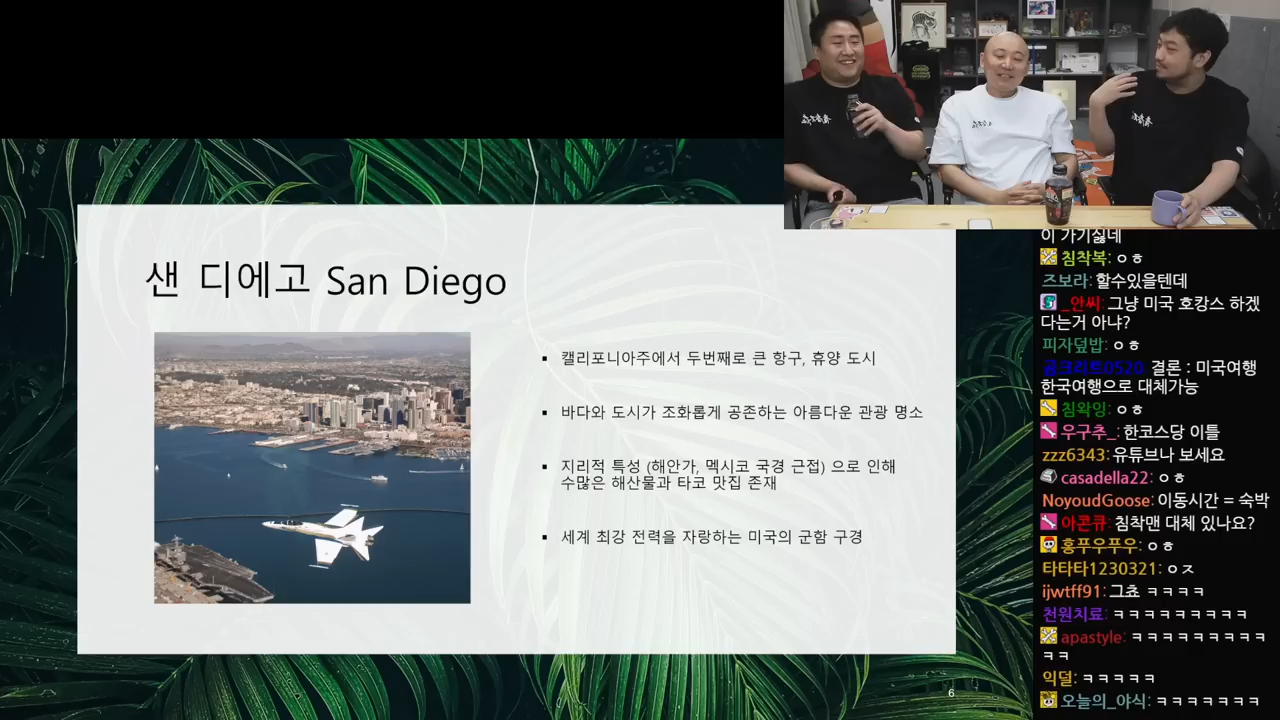 샌 디에고 San Diego
▪ 캘리포니아주에서 두번째로 큰 항구, 휴양 도시
▪ 바다와 도시가 조화롭게 공존하는 아름다운 관광 명소
▪ 지리적 특성 (해안가, 멕시코 국경 근접) 으로 인해
수많은 해산물과 타코 맛집 존재
▪ 세계 최강 전력을 자랑하는 미국의 군함 구경
6
이 가기싫네
침착복: ㅇㅎ
즈보라: 할수있을텐데
_안씨: 그냥 미국 호캉스 하겠
다는거 아냐?
피자덮밥: ㅇㅎ
결론 : 미국여행
한국여행으로 대체가능
침왁잉: ㅇㅎ
우구추_: 한코스당 이틀
zzz6343: 유튜브나 보세요
casadella22: ㅇㅎ
NoyoudGoose: 이동시간 = 숙박
아콘큐: 침착맨 대체 있나요?
홍푸우푸우: ㅇㅎ
타타타1230321: ㅇㅈ
ijwtff91: 그쵸 ㅋㅋㅋㅋ
천원치료: ㅋㅋㅋㅋㅋㅋㅋㅋㅋ
apastyle: ㅋㅋㅋㅋㅋㅋㅋㅋㅋ
ㅋㅋ
익덜: ㅋㅋㅋㅋㅋ
오늘의_야식: ㅋㅋㅋㅋㅋㅋㅋ